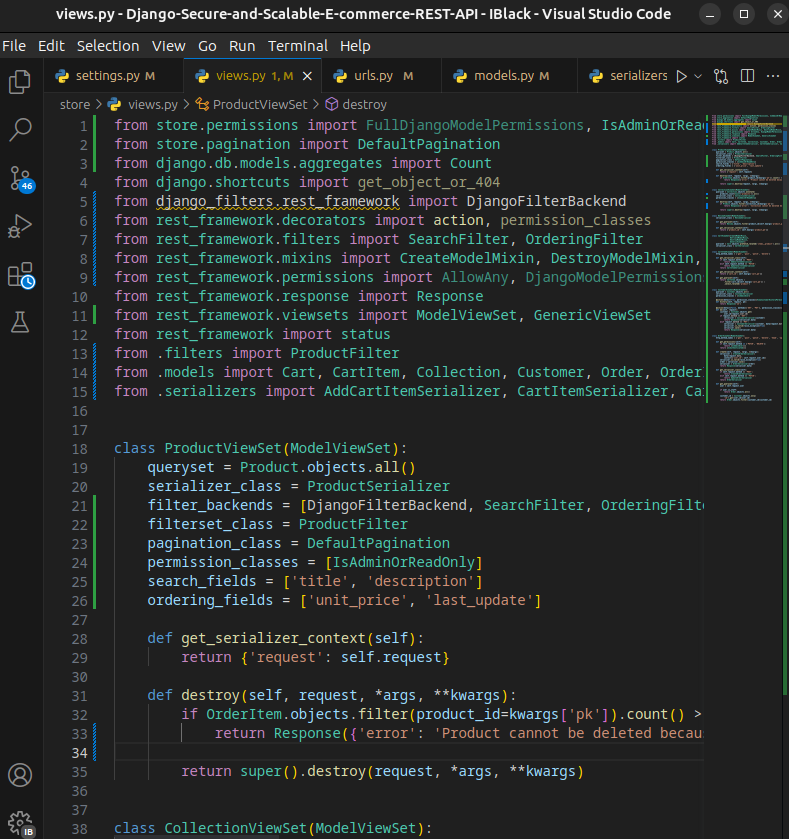 views.py - Django-Secure-and-Scalable-E-commerce-REST-API - IBlack - Visual Studio Code
File Edit Selection View Go Run Terminal Help
settings.py M views.py 1, M urls.py M models.py M serializers
store > views.py > ProductViewSet > destroy
1 from store.permissions import FullDjangoModelPermissions, IsAdminOrRea
2 from store.pagination import DefaultPagination
3 from django.db.models.aggregates import Count
4 from django.shortcuts import get_object_or_404
5 from django_filters.rest_framework import DjangoFilterBackend
6 from rest_framework.decorators import action, permission_classes
7 from rest_framework.filters import SearchFilter, OrderingFilter
8 from rest_framework.mixins import CreateModelMixin, DestroyModelMixin,
9 from rest_framework.permissions import AllowAny, DjangoModelPermission
10 from rest_framework.response import Response
11 from rest_framework.viewsets import ModelViewSet, GenericViewSet
12 from rest_framework import status
13 from .filters import ProductFilter
14 from .models import Cart, CartItem, Collection, Customer, Order, Order
15 from .serializers import AddCartItemSerializer, CartItemSerializer, Ca
16
17
18 class ProductViewSet(ModelViewSet):
19 queryset = Product.objects.all()
20 serializer_class = ProductSerializer
21 filter_backends = [DjangoFilterBackend, SearchFilter, OrderingFilte
22 filterset_class = ProductFilter
23 pagination_class = DefaultPagination
24 permission_classes = [IsAdminOrReadOnly]
25 search_fields = ['title', 'description']
26 ordering_fields = ['unit_price', 'last_update']
27
28 def get_serializer_context(self):
29 return {'request': self.request}
30
31 def destroy(self, request, *args, **kwargs):
32 if OrderItem.objects.filter(product_id=kwargs['pk']).count() >
33 return Response({'error': 'Product cannot be deleted becau
34
35 return super().destroy(request, *args, **kwargs)
36
37
38 class CollectionViewSet(ModelViewSet):
46
IB